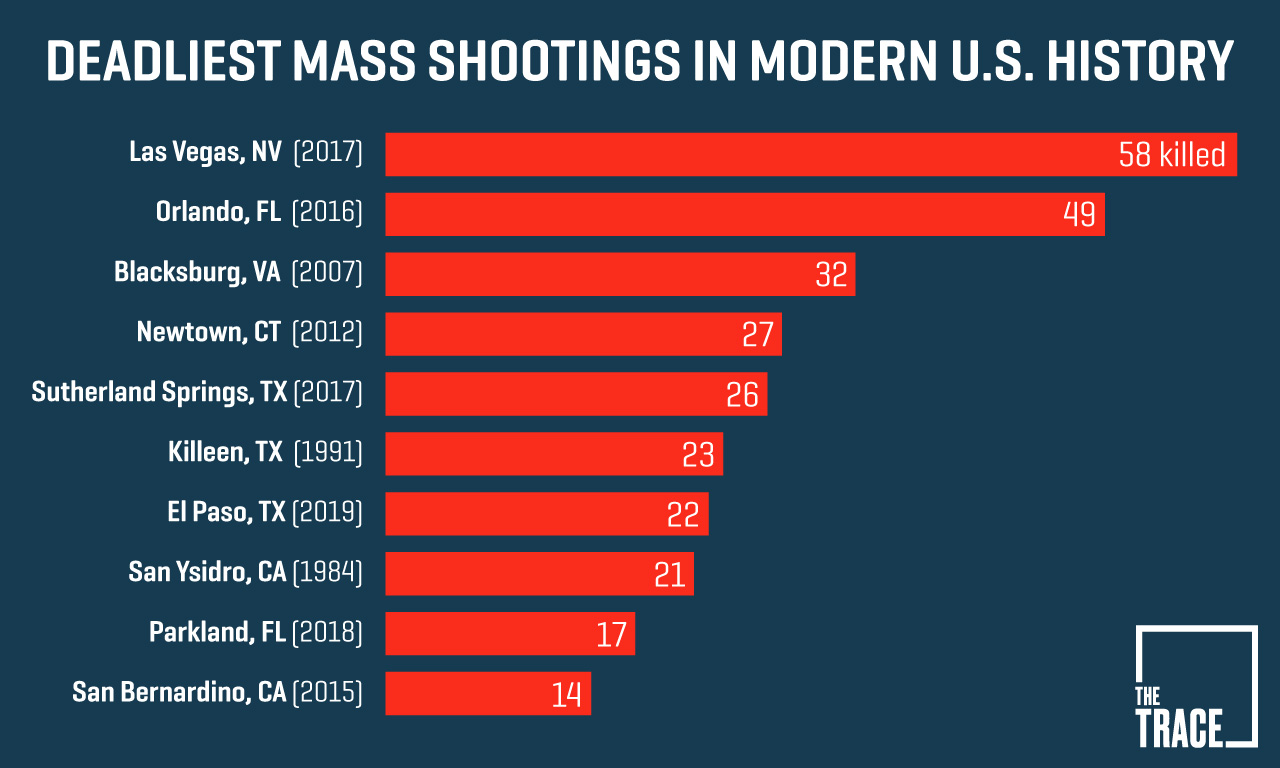 DEADLIEST MASS SHOOTINGS IN MODERN U.S. HISTORY
Las Vegas, NV (2017) 58 killed
Orlando, FL (2016) 49
Blacksburg, VA (2007) 32
Newtown, CT (2012) 27
Sutherland Springs, TX (2017) 26
Killeen, TX (1991) 23
El Paso, TX (2019) 22
San Ysidro, CA (1984) 21
Parkland, FL (2018) 17
San Bernardino, CA (2015) 14
THE
TRACE